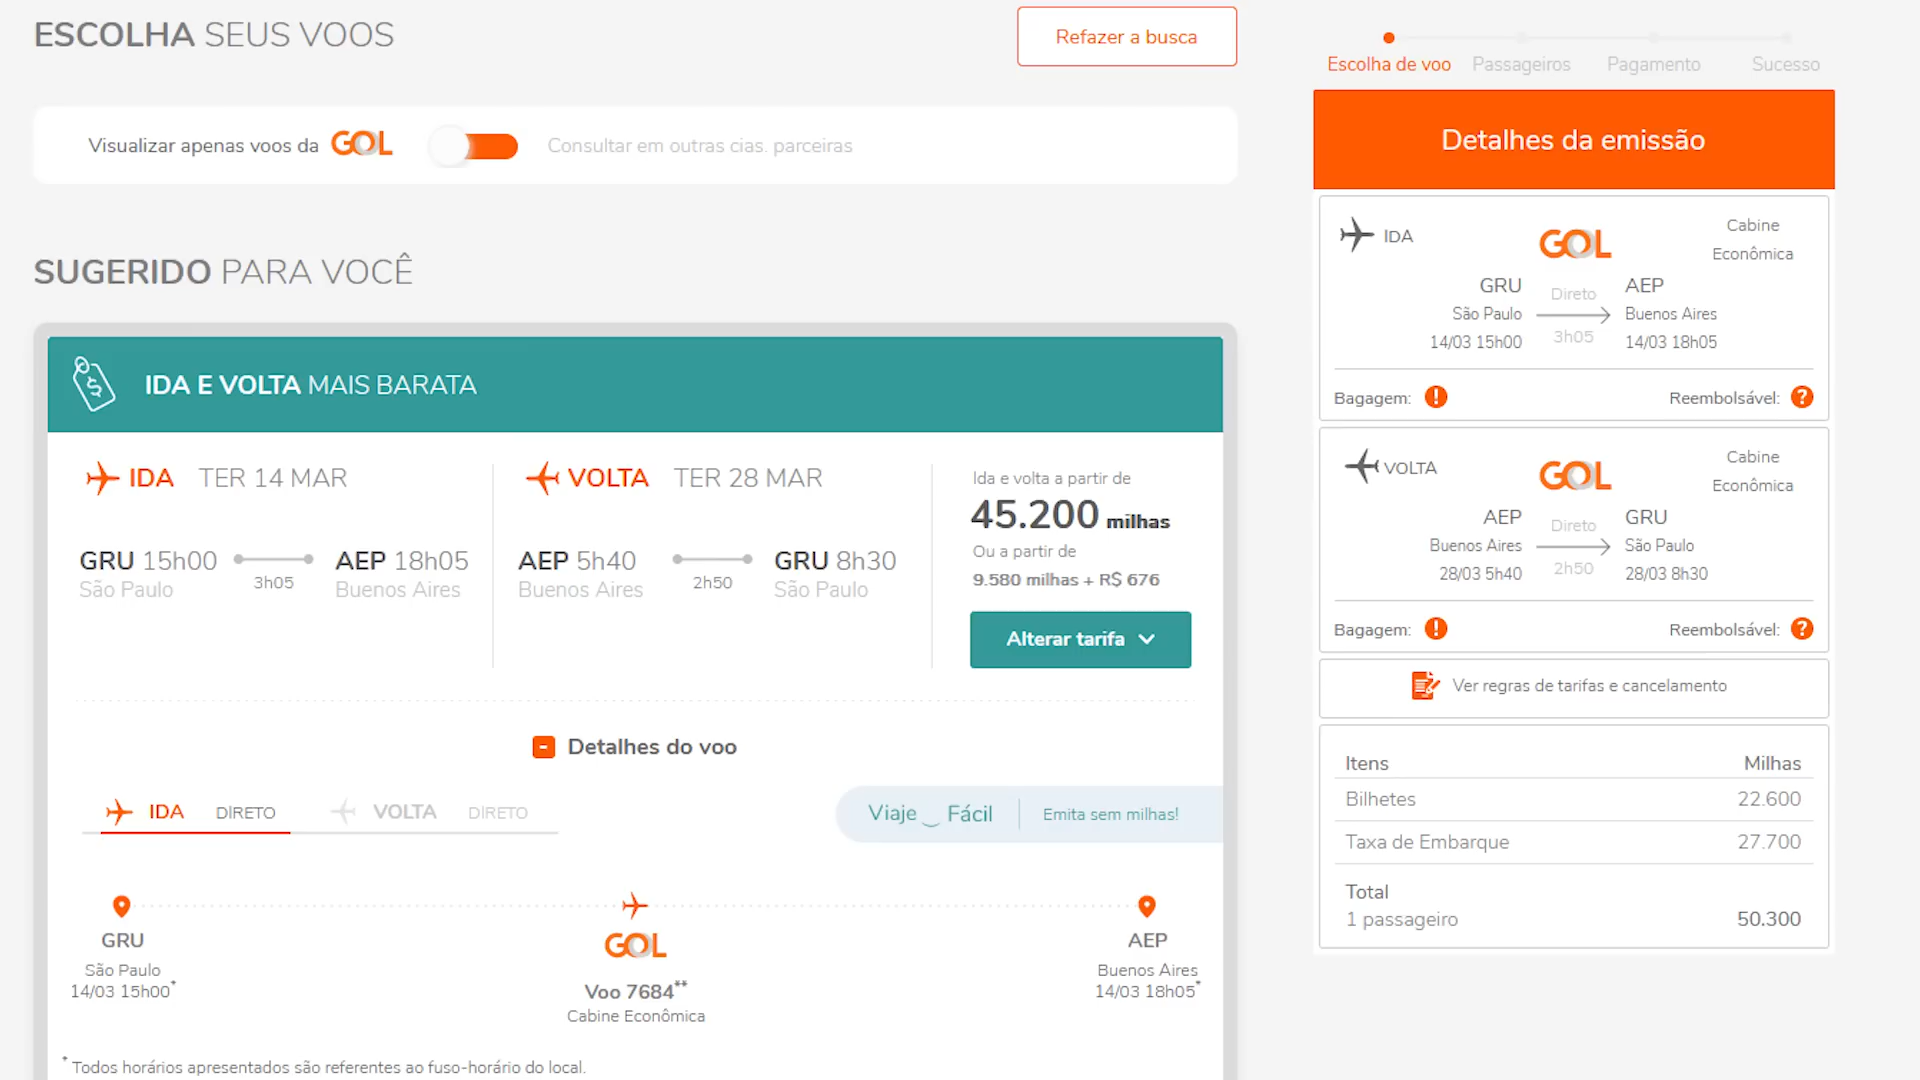 ESCOLHA SEUS VOOS
Refazer a busca
Visualizar apenas voos da GOL
Consultar em outras cias. parceiras
SUGERIDO PARA VOCÊ
$
IDA E VOLTA MAIS BARATA
IDA TER 14 MAR
GRU 15h00
São Paulo
3h05
AEP 18h05
Buenos Aires
VOLTA TER 28 MAR
AEP 5h40
Buenos Aires
2h50
GRU 8h30
São Paulo
Ida e volta a partir de
45.200 milhas
Ou a partir de
9.580 milhas + R$ 676
Alterar tarifa
Detalhes do voo
IDA DIRETO
VOLTA DIRETO
Viaje Fácil
Emita sem milhas!
GRU
São Paulo
14/03 15h00*
GOL
Voo 7684**
Cabine Econômica
AEP
Buenos Aires
14/03 18h05*
* Todos horários apresentados são referentes ao fuso-horário do local.
Escolha de voo
Passageiros
Pagamento
Sucesso
Detalhes da emissão
IDA
GOL
Cabine
Econômica
GRU
São Paulo
14/03 15h00
Direto
3h05
AEP
Buenos Aires
14/03 18h05
Bagagem: !
Reembolsável: ?
VOLTA
GOL
Cabine
Econômica
AEP
Buenos Aires
28/03 5h40
Direto
2h50
GRU
São Paulo
28/03 8h30
Bagagem: !
Reembolsável: ?
Ver regras de tarifas e cancelamento
Itens Milhas
Bilhetes 22.600
Taxa de Embarque 27.700
Total
1 passageiro 50.300